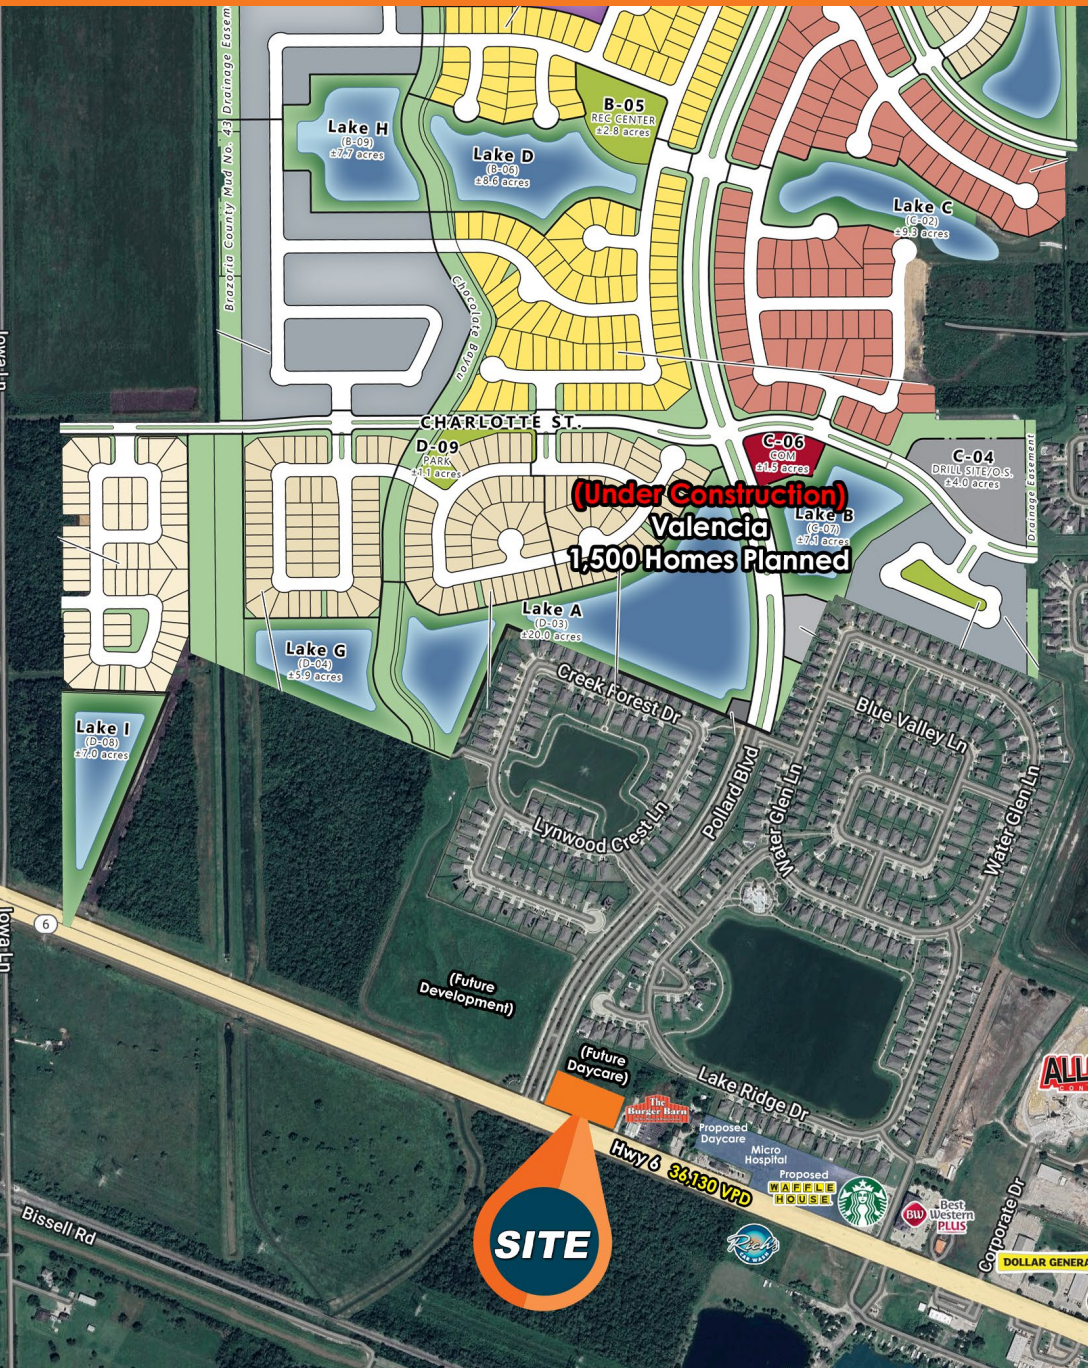 Brazoria County Mud No. 43 Drainage Easem
Lake H
(B-09)
±7.7 acres
Lake D
(B-06)
±8.6 acres
B-05
REC CENTER
±2.8 acres
Lake C
(C-02)
±9.3 acres
Chocolate Bayou
Iowa Ln
CHARLOTTE ST.
D-09
PARK
±1.1 acres
C-06
COM
±1.5 acres
C-04
DRILL SITE/O.S.
±4.0 acres
Drainage Easement
(Under Construction)
Valencia
1,500 Homes Planned
Lake B
(C-07)
±7.1 acres
Lake A
(D-03)
±20.0 acres
Lake G
(D-04)
±5.9 acres
Lake I
(D-08)
±7.0 acres
Creek Forest Dr
Blue Valley Ln
Pollard Blvd
Water Glen Ln
Water Glen Ln
Lynwood Crest Ln
6
Iowa Ln
(Future
Development)
(Future
Daycare)
Lake Ridge Dr
ALL
CON
The
Burger Barn
Proposed
Daycare
Micro
Hospital
Proposed
WAFFLE
HOUSE
Hwy 6 36,130 VPD
BW
Best
Western
PLUS
Corporate Dr
Rich's
CAR WASH
DOLLAR GENERA
Bissell Rd
SITE